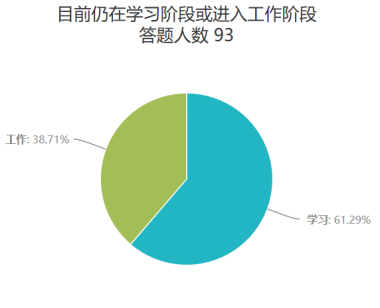 目前仍在学习阶段或进入工作阶段
答题人数 93
工作: 38.71%
学习: 61.29%